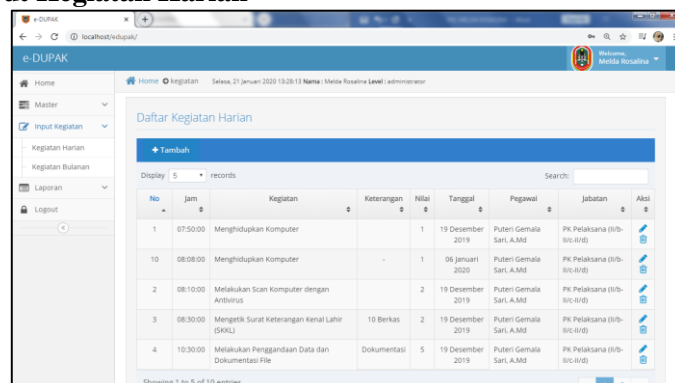 Kegiatan Harian
e-DUPAK
localhost/edupak/
e-DUPAK
Welcome,
Melda Rosalina
Home
Master
Input Kegiatan
Kegiatan Harian
Kegiatan Bulanan
Laporan
Logout
Home kegiatan Selasa, 21 Januari 2020 13:28:13 Nama : Melda Rosalina Level : administrator
Daftar Kegiatan Harian
Tambah
Display 5 records Search:
No Jam Kegiatan Keterangan Nilai Tanggal Pegawai Jabatan Aksi
1 07:50:00 Menghidupkan Komputer 1 19 Desember Puteri Gemala PK Pelaksana (II/b-
2019 Sari, A.Md II/c-II/d)
10 08:08:00 Menghidupkan Komputer - 1 06 Januari Puteri Gemala PK Pelaksana (II/b-
2020 Sari, A.Md II/c-II/d)
2 08:10:00 Melakukan Scan Komputer dengan 2 19 Desember Puteri Gemala PK Pelaksana (II/b-
Antivirus 2019 Sari, A.Md II/c-II/d)
3 08:30:00 Mengetik Surat Keterangan Kenal Lahir 10 Berkas 2 19 Desember Puteri Gemala PK Pelaksana (II/b-
(SKKL) 2019 Sari, A.Md II/c-II/d)
4 10:30:00 Melakukan Penggandaan Data dan Dokumentasi 5 19 Desember Puteri Gemala PK Pelaksana (II/b-
Dokumentasi File 2019 Sari, A.Md II/c-II/d)
Showing 1 to 5 of 10 entries